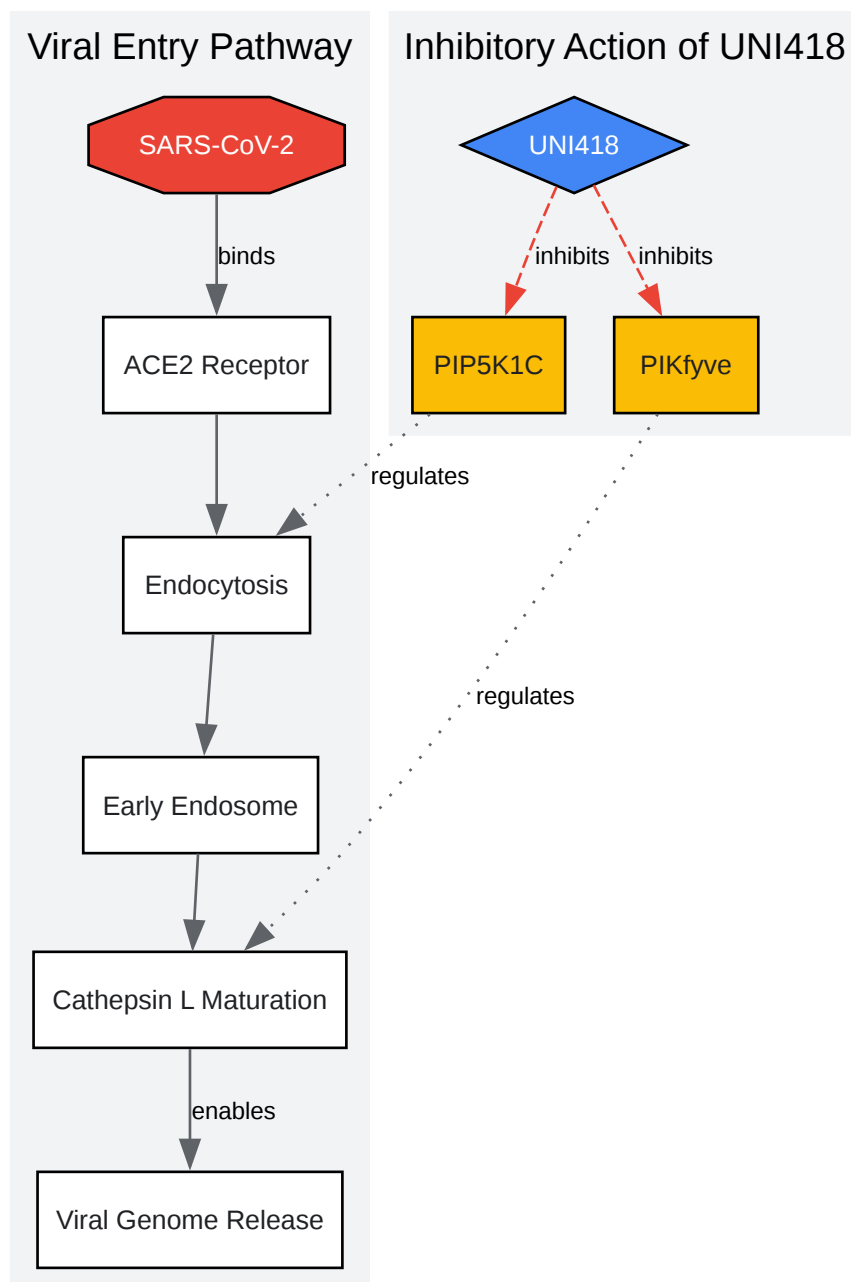 Viral Entry Pathway
Inhibitory Action of UNI418
SARS-CoV-2
UNI418
binds
inhibits
inhibits
ACE2 Receptor
PIP5K1C
PIKfyve
regulates
Endocytosis
regulates
Early Endosome
Cathepsin L Maturation
enables
Viral Genome Release